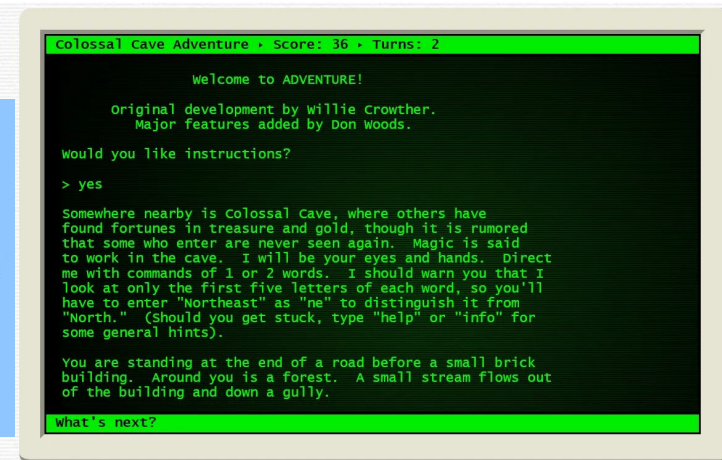 Colossal Cave Adventure ▸ Score: 36 ▸ Turns: 2
Welcome to ADVENTURE!
Original development by Willie Crowther.
Major features added by Don Woods.
Would you like instructions?
> yes
Somewhere nearby is Colossal Cave, where others have
found fortunes in treasure and gold, though it is rumored
that some who enter are never seen again.  Magic is said
to work in the cave.  I will be your eyes and hands.  Direct
me with commands of 1 or 2 words.  I should warn you that I
look at only the first five letters of each word, so you'll
have to enter "Northeast" as "ne" to distinguish it from
"North."  (Should you get stuck, type "help" or "info" for
some general hints).
You are standing at the end of a road before a small brick
building.  Around you is a forest.  A small stream flows out
of the building and down a gully.
What's next?